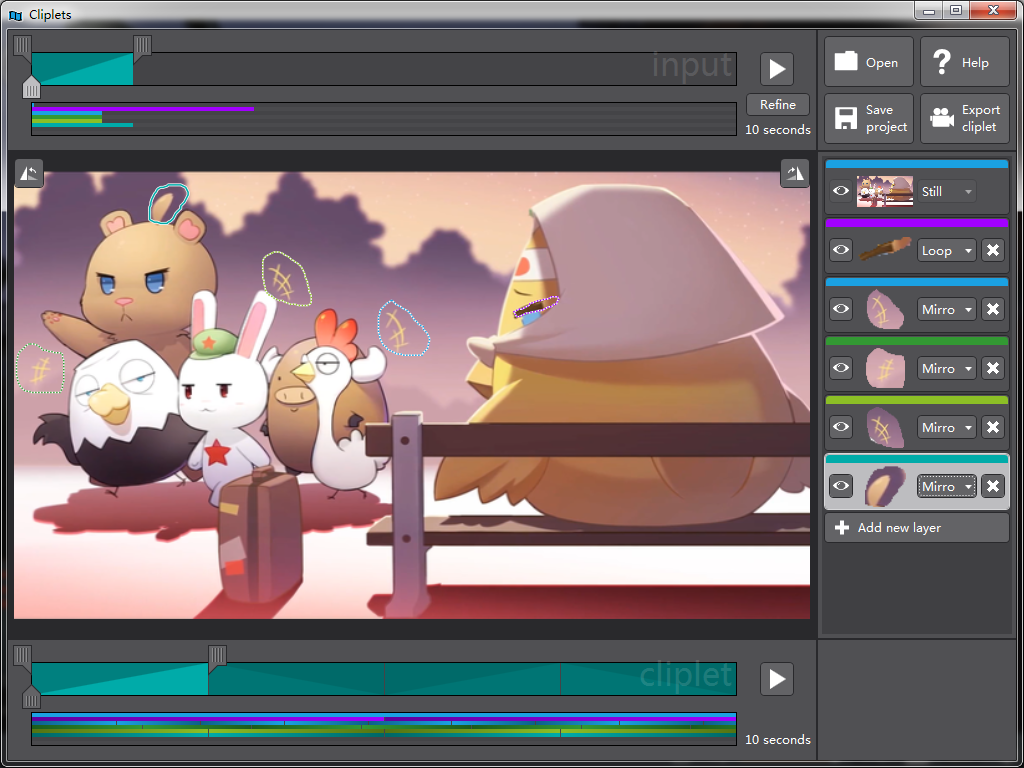 Cliplets
input
Refine
10 seconds
Open
Help
Save
project
Export
cliplet
Still
Loop
Mirro
Mirro
Mirro
Mirro
Add new layer
cliplet
10 seconds